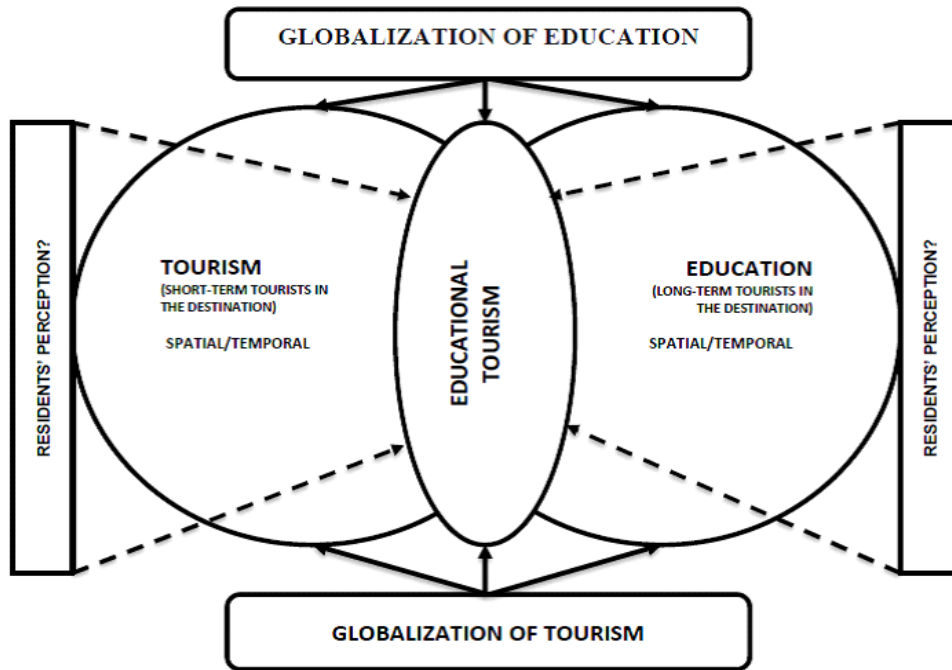 GLOBALIZATION OF EDUCATION
RESIDENTS' PERCEPTION?
TOURISM
(SHORT-TERM TOURISTS IN
THE DESTINATION)
SPATIAL/TEMPORAL
EDUCATIONAL
TOURISM
EDUCATION
(LONG-TERM TOURISTS IN
THE DESTINATION)
SPATIAL/TEMPORAL
RESIDENTS' PERCEPTION?
GLOBALIZATION OF TOURISM